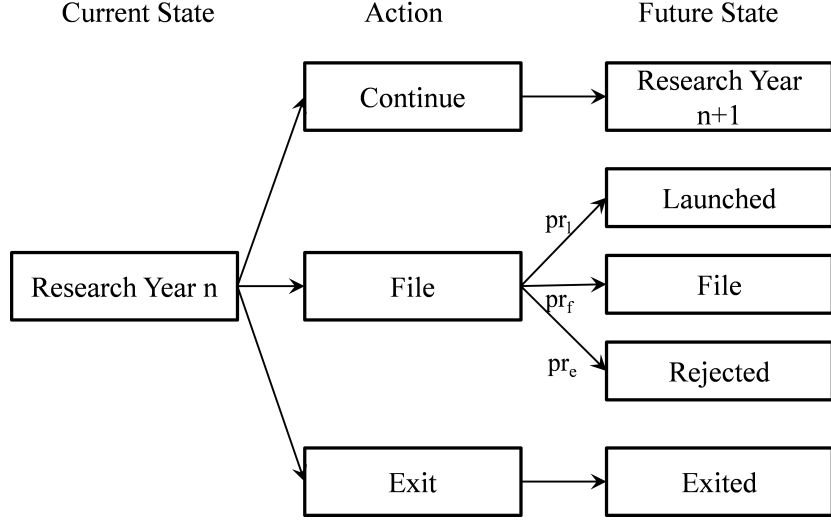 Current State
Action
Future State
Continue
Research Year
n+1
Launched
prₗ
Research Year n
File
File
pr_f
Rejected
prₑ
Exit
Exited